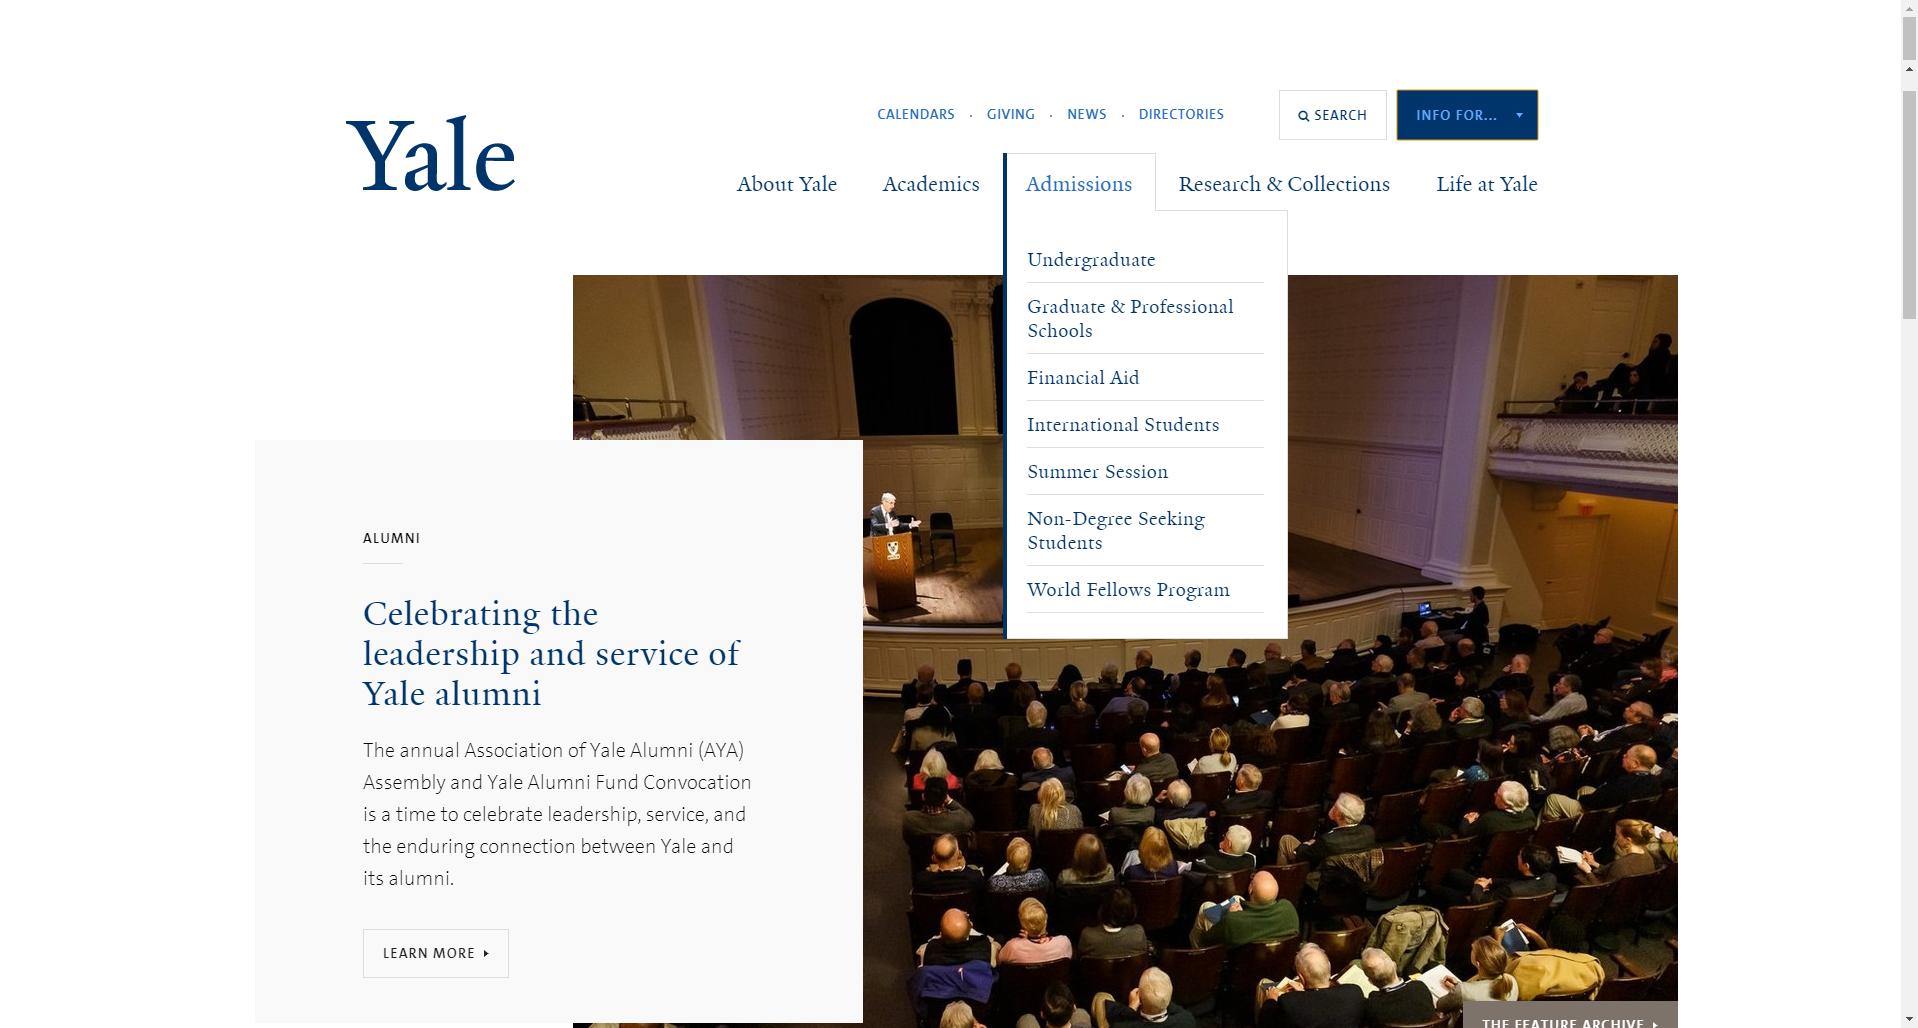 CALENDARS · GIVING · NEWS · DIRECTORIES
SEARCH
INFO FOR...
Yale
About Yale
Academics
Admissions
Research & Collections
Life at Yale
Undergraduate
Graduate & Professional
Schools
Financial Aid
International Students
Summer Session
Non-Degree Seeking
Students
World Fellows Program
ALUMNI
Celebrating the
leadership and service of
Yale alumni
The annual Association of Yale Alumni (AYA)
Assembly and Yale Alumni Fund Convocation
is a time to celebrate leadership, service, and
the enduring connection between Yale and
its alumni.
LEARN MORE
THE FEATURE ARCHIVE